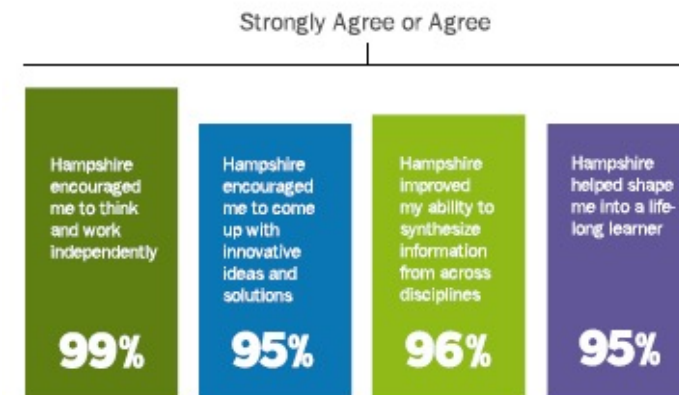 Strongly Agree or Agree
Hampshire
encouraged
me to think
and work
independently
99%
Hampshire
encouraged
me to come
up with
innovative
ideas and
solutions
95%
Hampshire
improved
my ability to
synthesize
information
from across
disciplines
96%
Hampshire
helped shape
me into a life-
long learner
95%